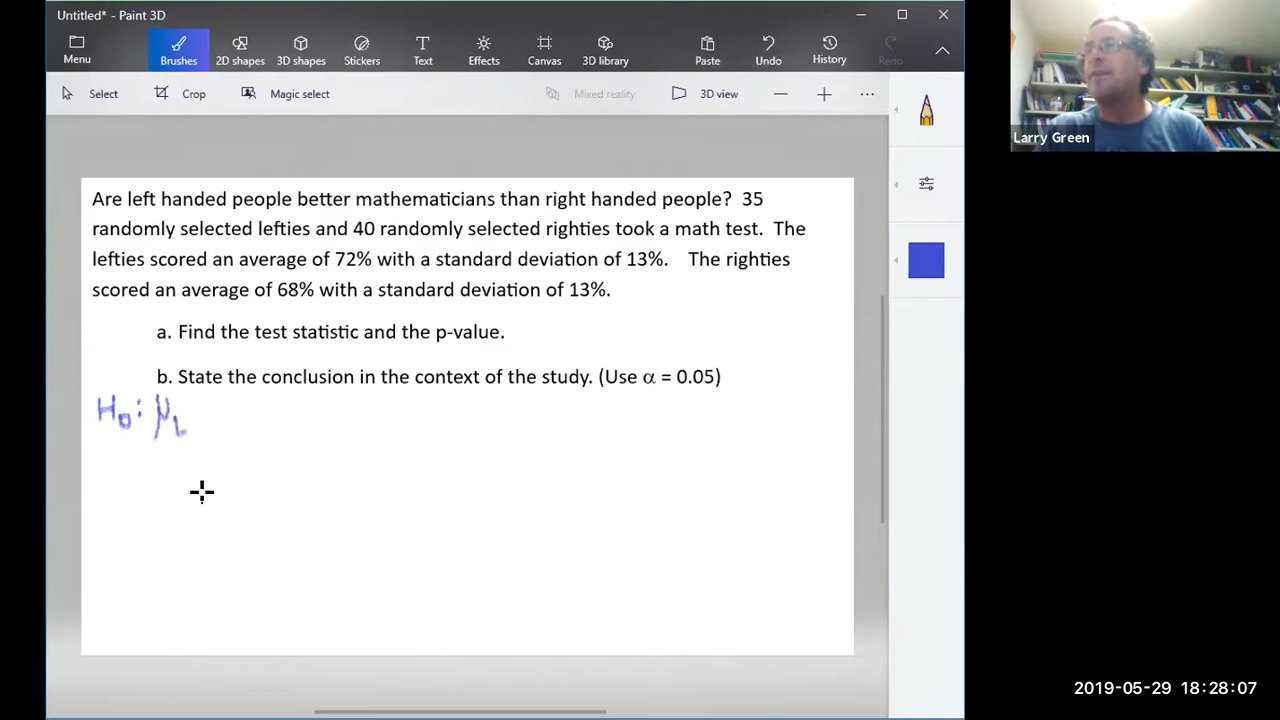 Untitled* - Paint 3D
Menu
Brushes
2D shapes
3D shapes
Stickers
Text
Effects
Canvas
3D library
Paste
Undo
History
Redo
Select
Crop
Magic select
Mixed reality
3D view
Larry Green
Are left handed people better mathematicians than right handed people? 35
randomly selected lefties and 40 randomly selected righties took a math test. The
lefties scored an average of 72% with a standard deviation of 13%. The righties
scored an average of 68% with a standard deviation of 13%.
a. Find the test statistic and the p-value.
b. State the conclusion in the context of the study. (Use α = 0.05)
H₀: μL
2019-05-29 18:28:07